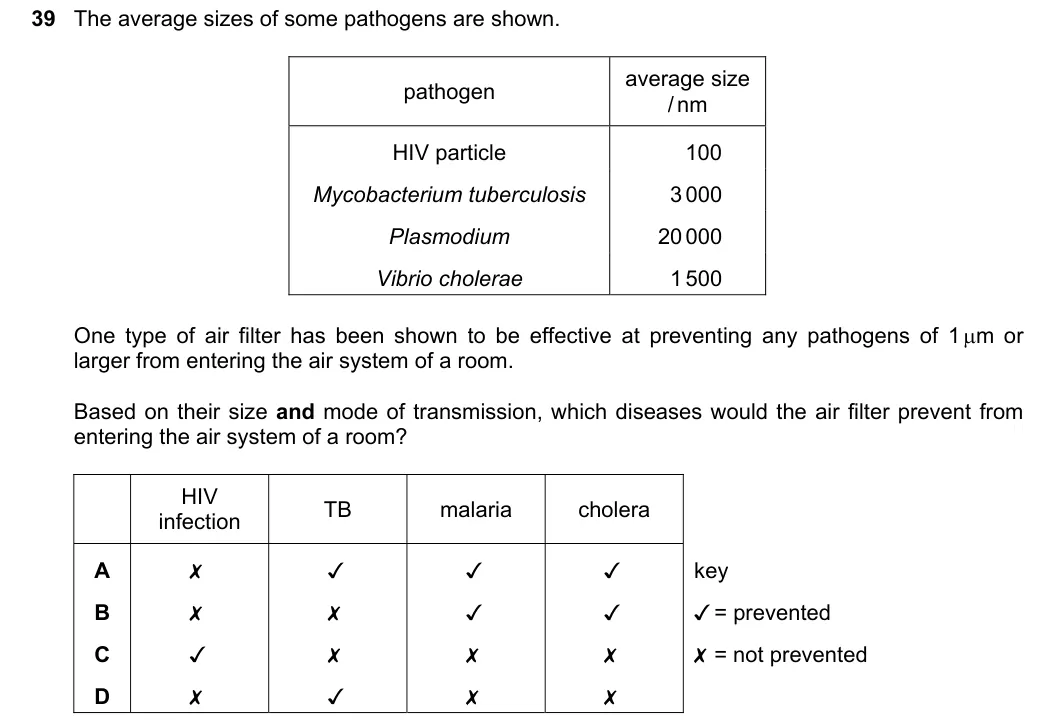 39 The average sizes of some pathogens are shown.
pathogen average size / nm
HIV particle 100
Mycobacterium tuberculosis 3 000
Plasmodium 20 000
Vibrio cholerae 1 500
One type of air filter has been shown to be effective at preventing any pathogens of 1 μm or
larger from entering the air system of a room.
Based on their size and mode of transmission, which diseases would the air filter prevent from
entering the air system of a room?
HIV infection TB malaria cholera
A ✗ ✓ ✓ ✓ key
B ✗ ✗ ✓ ✓ ✓ = prevented
C ✓ ✗ ✗ ✗ ✗ = not prevented
D ✗ ✓ ✗ ✗